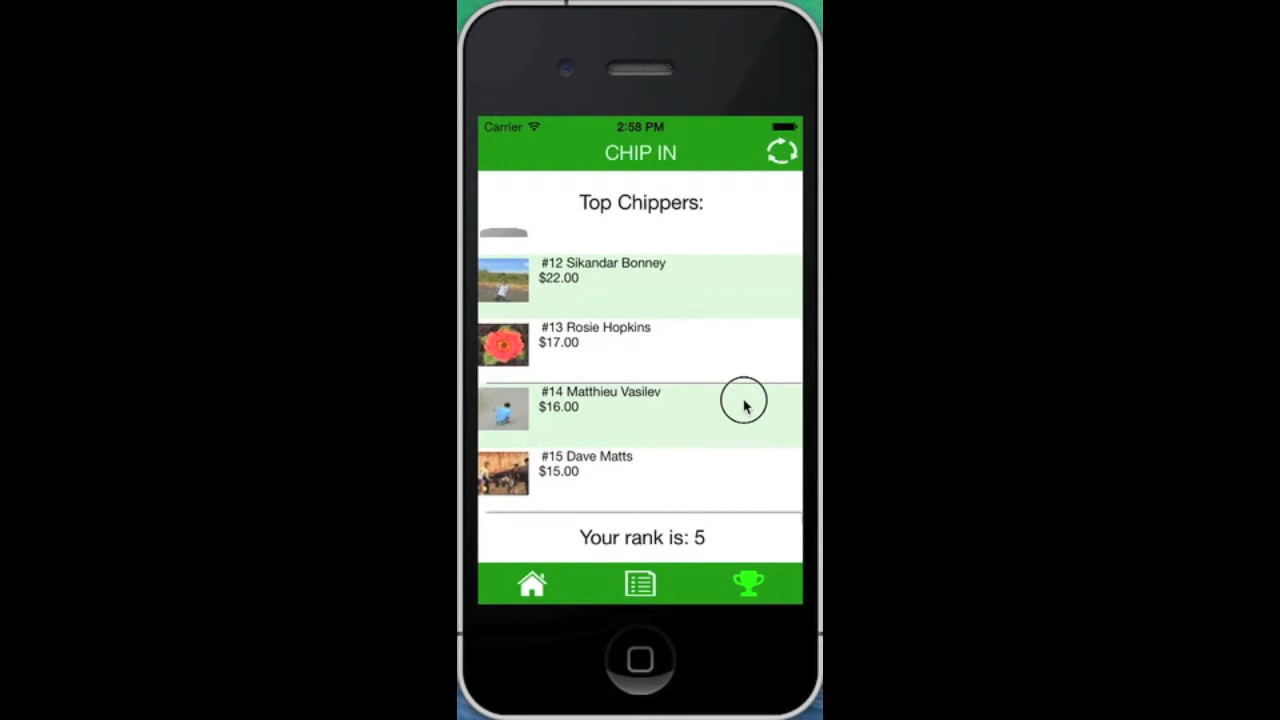 Carrier 2:58 PM
CHIP IN
Top Chippers:
#12 Sikandar Bonney
$22.00
#13 Rosie Hopkins
$17.00
#14 Matthieu Vasilev
$16.00
#15 Dave Matts
$15.00
Your rank is: 5